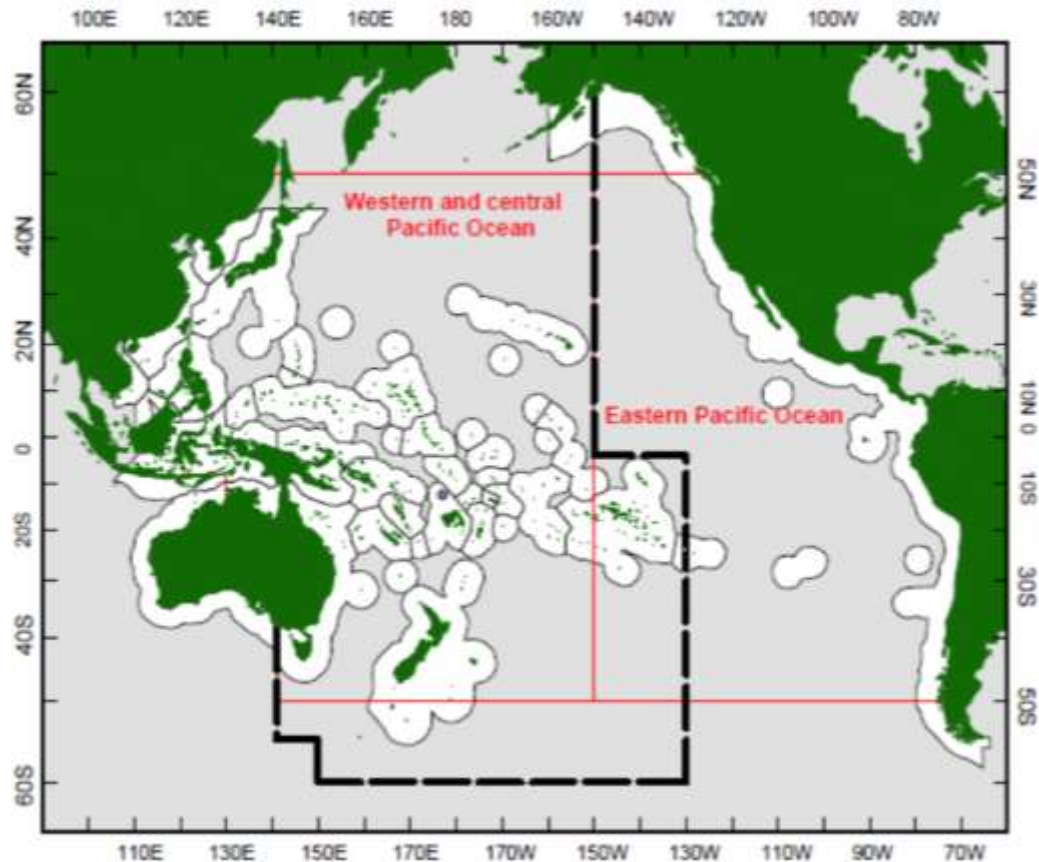 100E 120E 140E 160E 180 160W 140W 120W 100W 80W
60N
50N
Western and central
Pacific Ocean
40N
30N
20N
Eastern Pacific Ocean
10N
0
0
10S
20S
30S
40S
50S
60S
110E 130E 150E 170E 170W 150W 130W 110W 90W 70W